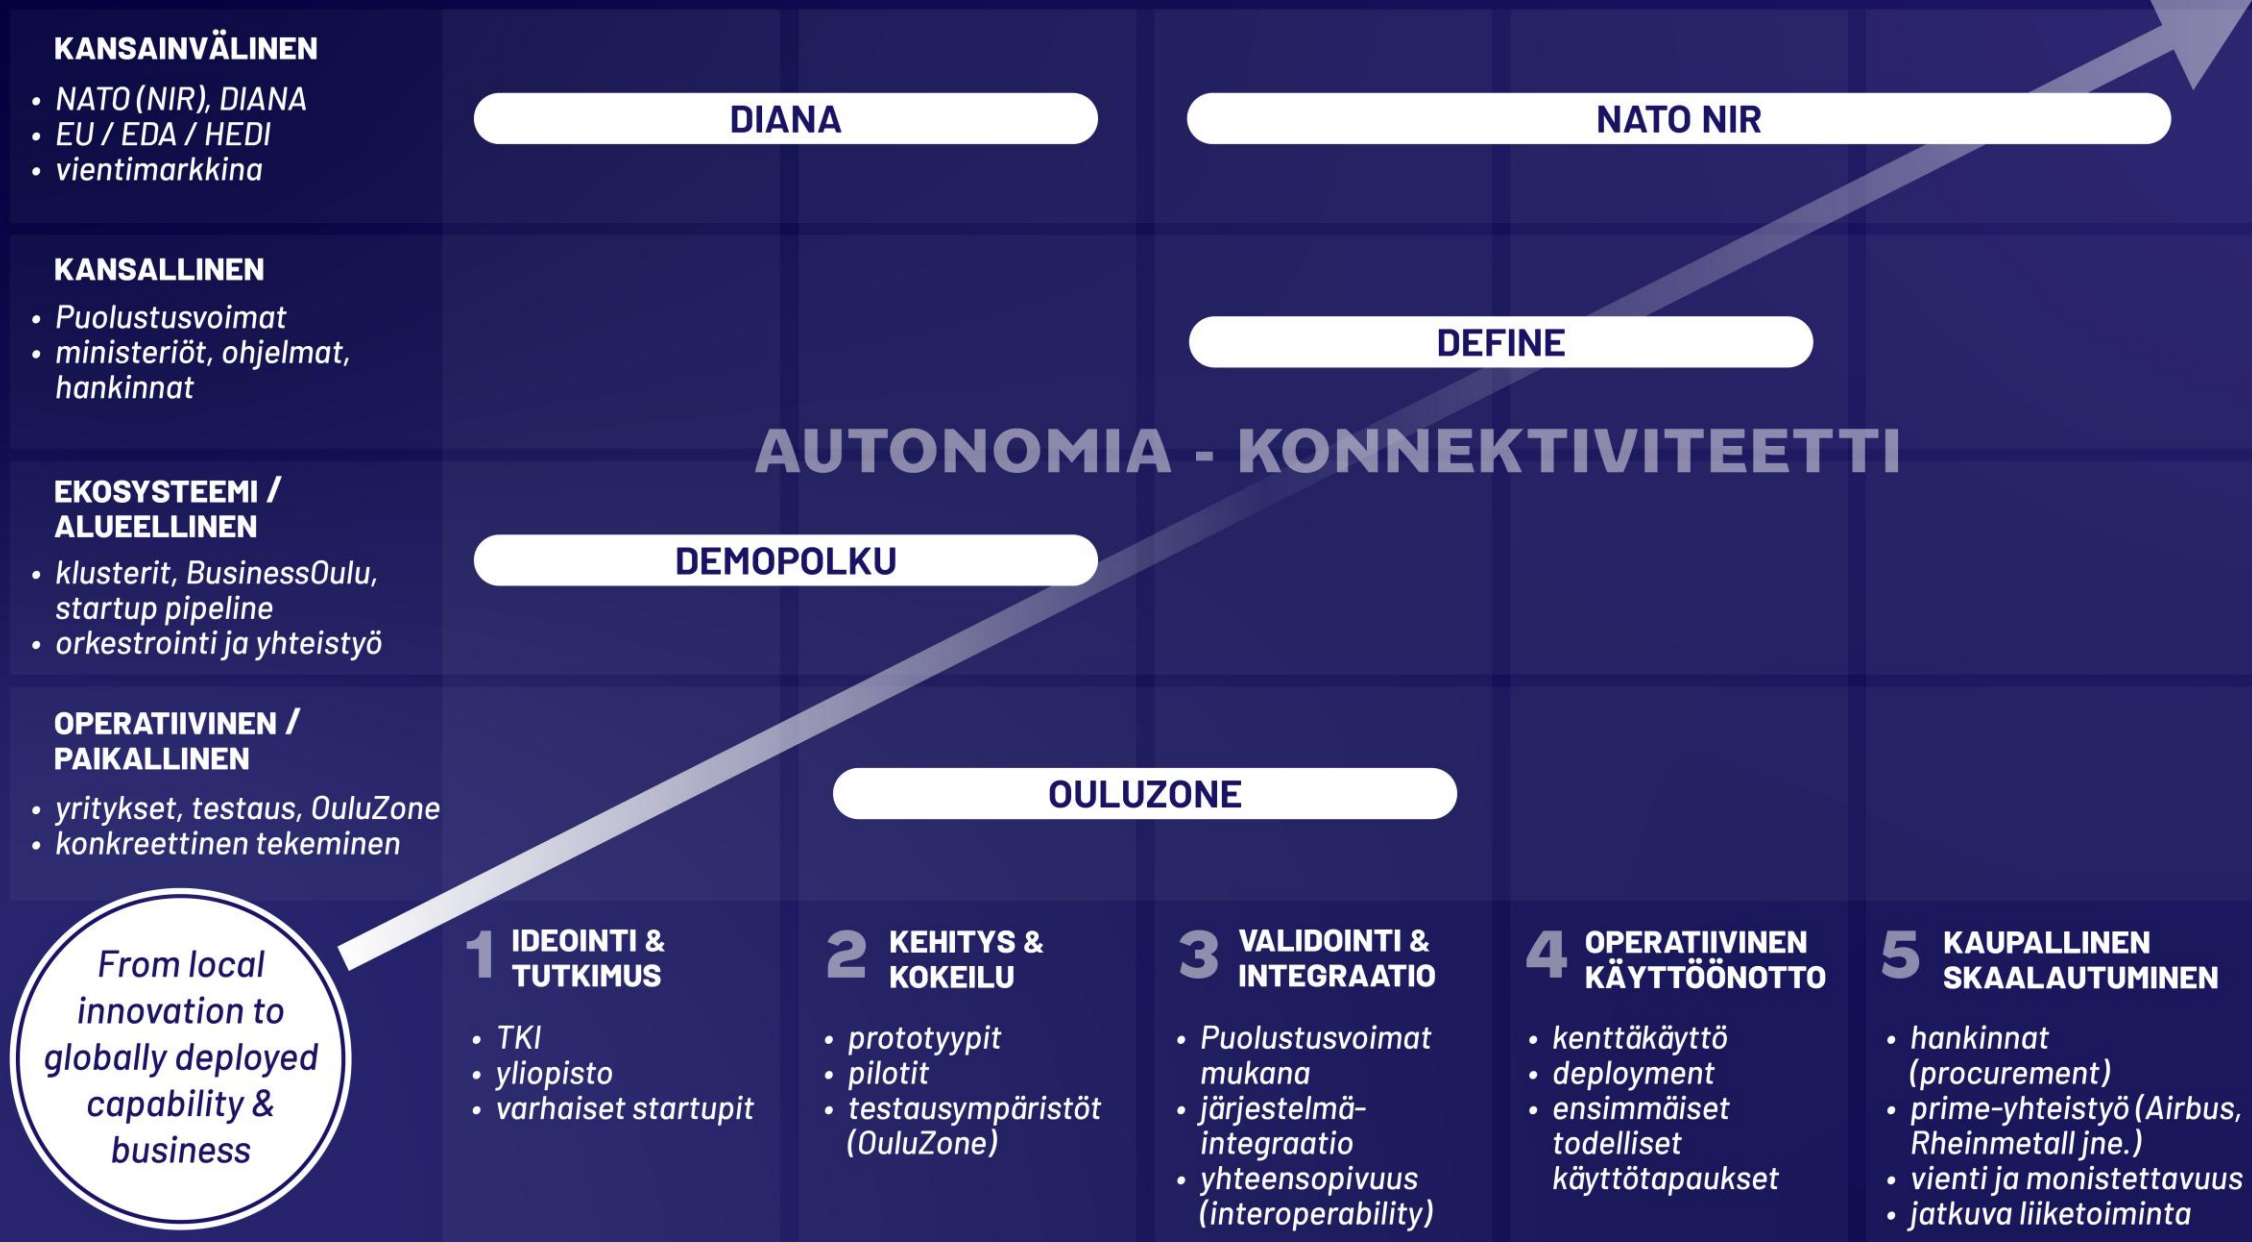 KANSAINVÄLINEN
• NATO (NIR), DIANA
• EU / EDA / HEDI
• vientimarkkina
DIANA
NATO NIR
KANSALLINEN
• Puolustusvoimat
• ministeriöt, ohjelmat,
hankinnat
DEFINE
AUTONOMIA - KONNEKTIVITEETTI
EKOSYSTEEMI /
ALUEELLINEN
• klusterit, BusinessOulu,
startup pipeline
• orkestrointi ja yhteistyö
DEMOPOLKU
OPERATIIVINEN /
PAIKALLINEN
• yritykset, testaus, OuluZone
• konkreettinen tekeminen
OULUZONE
From local
innovation to
globally deployed
capability &
business
1 IDEOINTI &
TUTKIMUS
• TKI
• yliopisto
• varhaiset startupit
2 KEHITYS &
KOKEILU
• prototyypit
• pilotit
• testausympäristöt
(OuluZone)
3 VALIDOINTI &
INTEGRAATIO
• Puolustusvoimat
mukana
• järjestelmä-
integraatio
• yhteensopivuus
(interoperability)
4 OPERATIIVINEN
KÄYTTÖÖNOTTO
• kenttäkäyttö
• deployment
• ensimmäiset
todelliset
käyttötapaukset
5 KAUPALLINEN
SKAALAUTUMINEN
• hankinnat
(procurement)
• prime-yhteistyö (Airbus,
Rheinmetall jne.)
• vienti ja monistettavuus
• jatkuva liiketoiminta